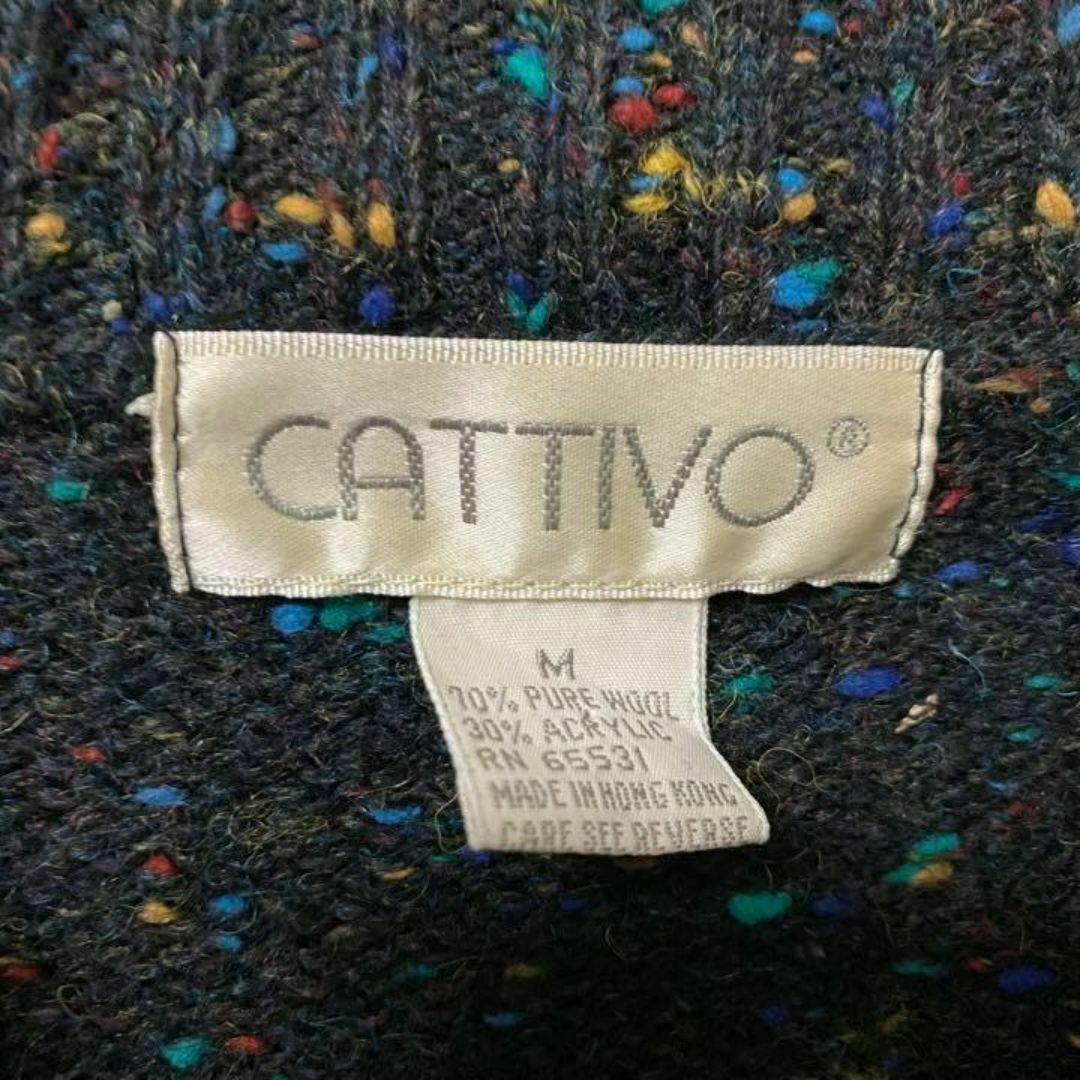 CATTIVO®
M
70% PURE WOOL
30% ACRYLIC
RN 65531
MADE IN HONG KONG
CARE SEE REVERSE